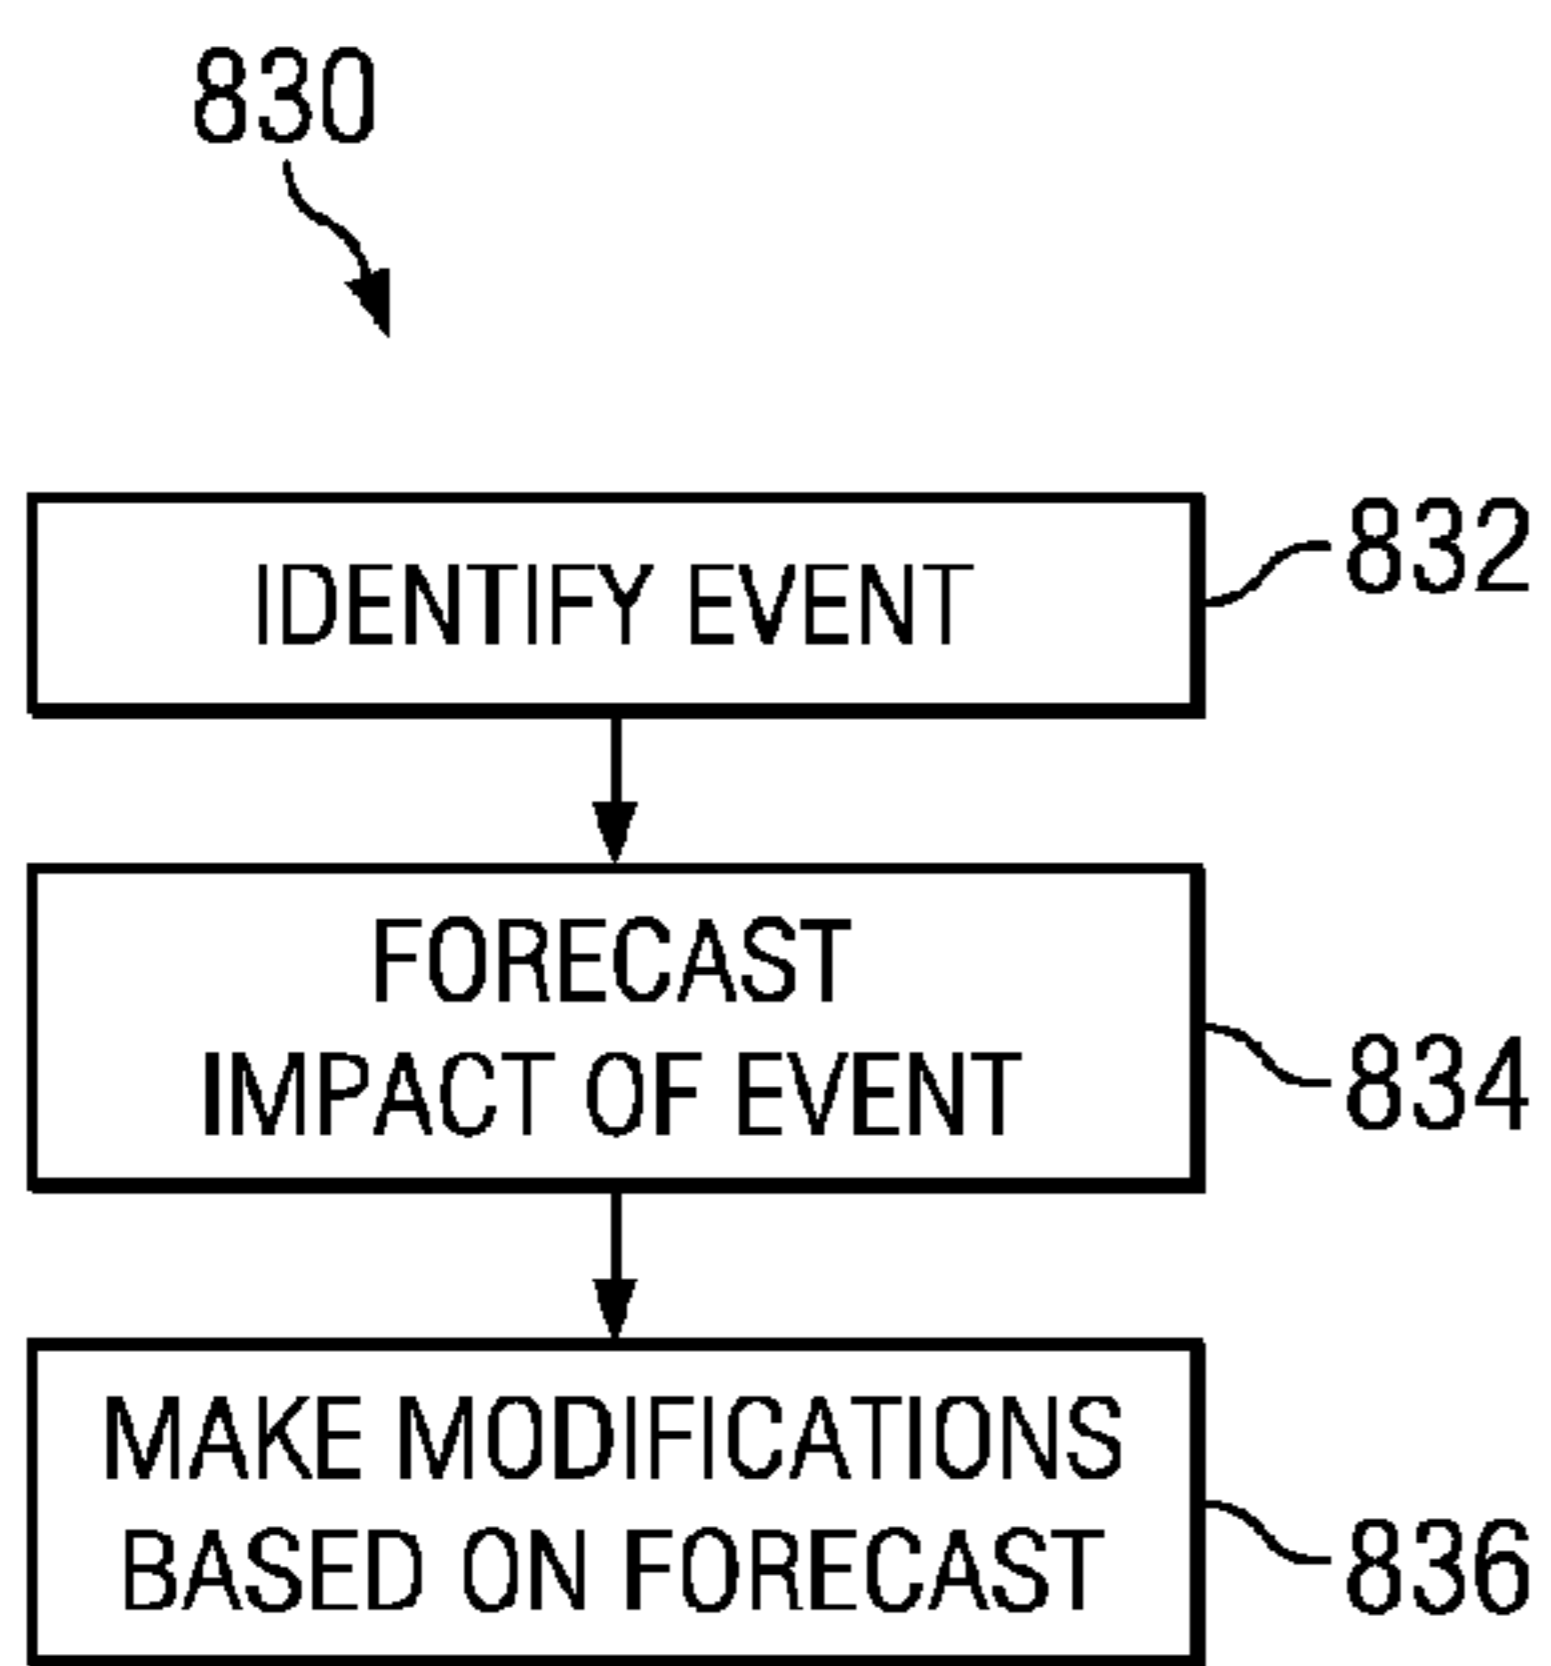 830
IDENTIFY EVENT
832
FORECAST
IMPACT OF EVENT
834
MAKE MODIFICATIONS
BASED ON FORECAST
836